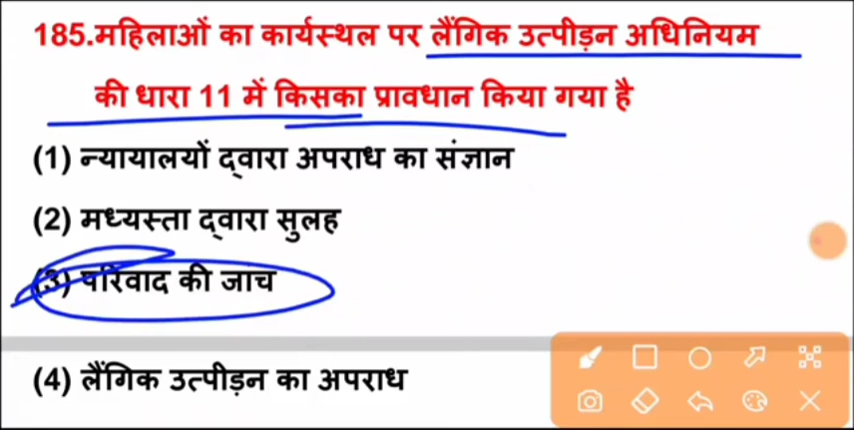 185.महिलाओं का कार्यस्थल पर लैंगिक उत्पीड़न अधिनियम
की धारा 11 में किसका प्रावधान किया गया है
(1) न्यायालयों द्वारा अपराध का संज्ञान
(2) मध्यस्ता द्वारा सुलह
(3) परिवाद की जाच
(4) लैंगिक उत्पीड़न का अपराध